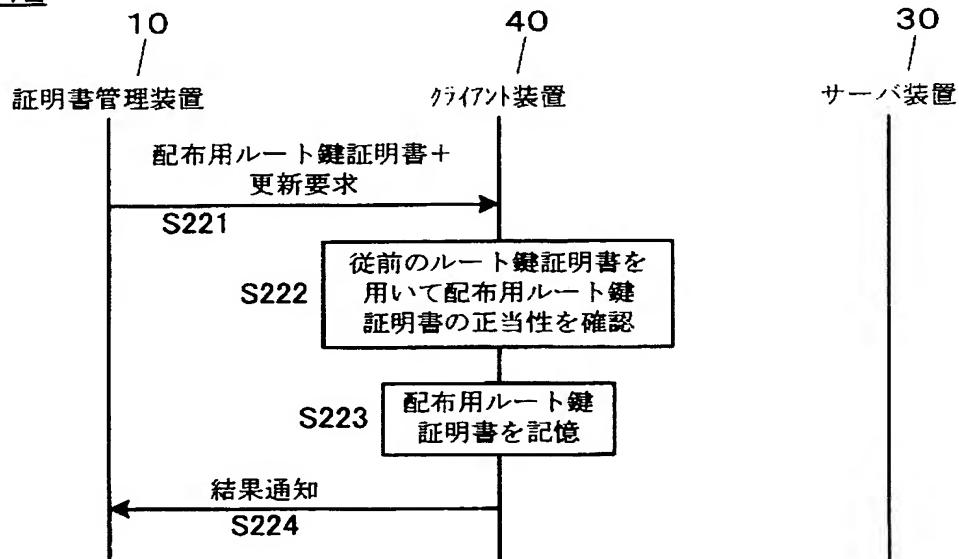 10
40
30
証明書管理装置
クライアント装置
サーバ装置
配布用ルート鍵証明書+
更新要求
S221
S222
従前のルート鍵証明書を
用いて配布用ルート鍵
証明書の正当性を確認
S223
配布用ルート鍵
証明書を記憶
結果通知
S224